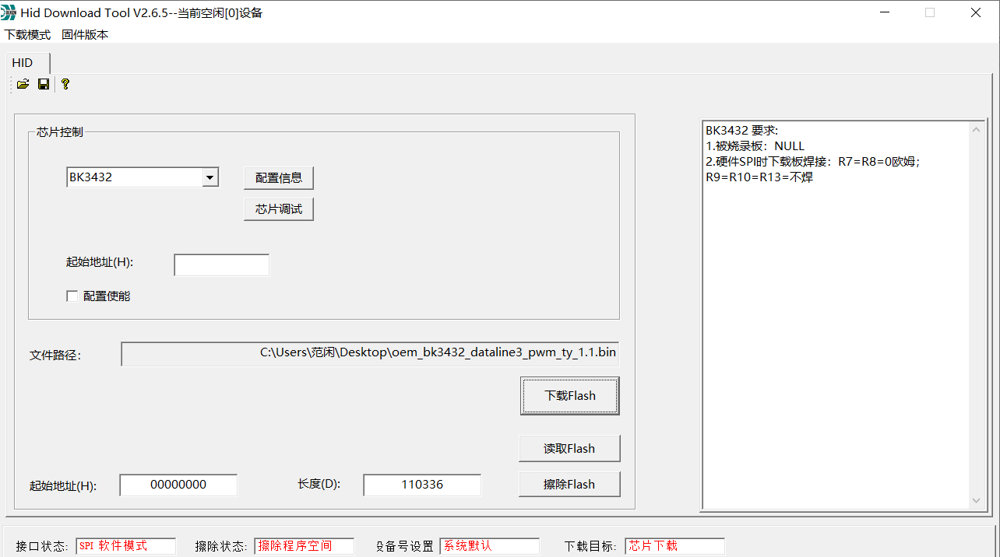 Hid Download Tool V2.6.5--当前空闲[0]设备
下载模式 固件版本
HID
芯片控制
BK3432
配置信息
芯片调试
起始地址(H):
配置使能
文件路径:
C:\Users\范闲\Desktop\oem_bk3432_dataline3_pwm_ty_1.1.bin
下载Flash
读取Flash
起始地址(H): 00000000 长度(D): 110336 擦除Flash
BK3432 要求:
1.被烧录板：NULL
2.硬件SPI时下载板焊接：R7=R8=0欧姆；
R9=R10=R13=不焊
接口状态: SPI 软件模式 擦除状态: 擦除程序空间 设备号设置 系统默认 下载目标: 芯片下载